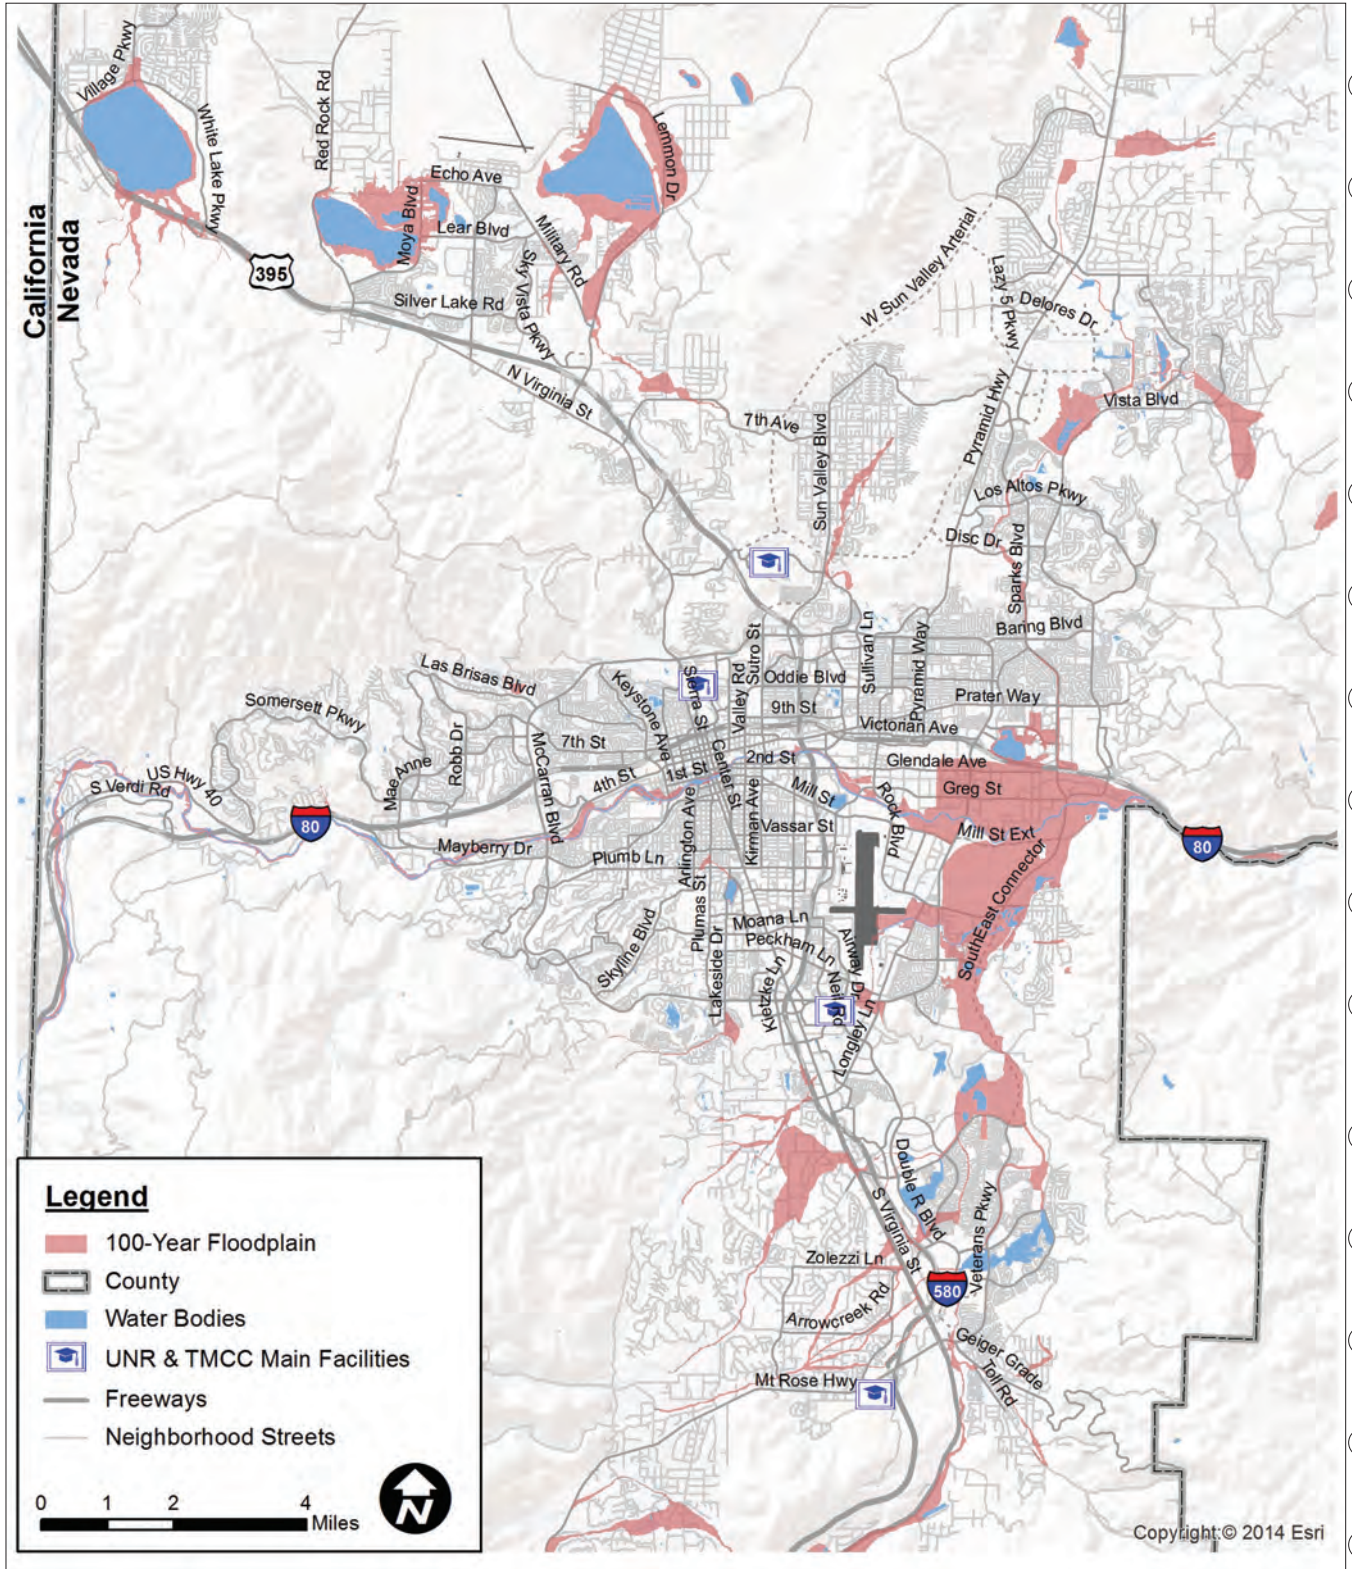 Village Pkwy
White Lake Pkwy
Red Rock Rd
Echo Ave
Moya Blvd
Lear Blvd
Military Rd
Lemmon Dr
Sky Vista Pkwy
Silver Lake Rd
California
Nevada
395
N Virginia St
W Sun Valley Arterial
Lazy 5 Pkwy
Delores Dr
Pyramid Hwy
Vista Blvd
7th Ave
Sun Valley Blvd
Los Altos Pkwy
Disc Dr
Sparks Blvd
Baring Blvd
Sullivan Ln
Pyramid Way
Sutro St
Valley Rd
Sierra St
Oddie Blvd
Prater Way
9th St
Victorian Ave
Las Brisas Blvd
Keystone Ave
Somersett Pkwy
7th St
McCarran Blvd
Robb Dr
Mae Anne
US Hwy 40
S Verdi Rd
80
4th St
1st St
Center St
2nd St
Glendale Ave
Greg St
Mill St
Rock Blvd
Mill St Ext
80
Mayberry Dr
Plumb Ln
Arlington Ave
Kirman Ave
Vassar St
SouthEast Connector
Plumas St
Skyline Blvd
Lakeside Dr
Moana Ln
Peckham Ln
Airway Dr
Neil Rd
Kietzke Ln
Longley Ln
Double R Blvd
S Virginia St
Veterans Pkwy
Zolezzi Ln
580
Arrowcreek Rd
Geiger Grade
Toll Rd
Mt Rose Hwy
Legend
100-Year Floodplain
County
Water Bodies
UNR & TMCC Main Facilities
Freeways
Neighborhood Streets
0 1 2 4
Miles
N
Copyright:© 2014 Esri